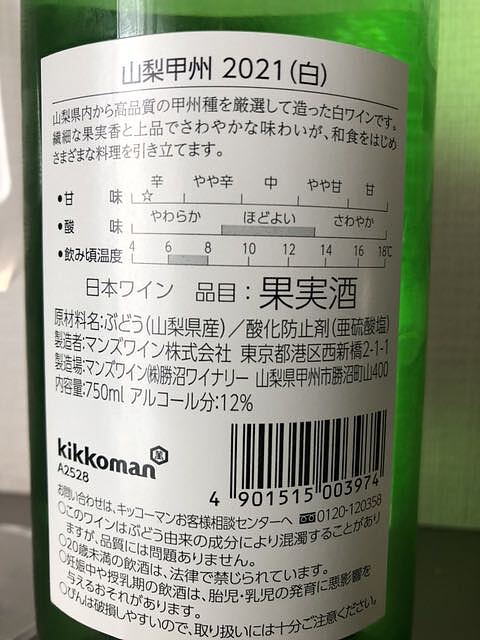 山梨甲州 2021(白)
山梨県内から高品質の甲州種を厳選して造った白ワインです。
繊細な果実香と上品でさわやかな味わいが、和食をはじめ
さまざまな料理を引き立てます。
辛 やや辛 中 やや甘 甘
●甘 味 ☆
やわらか ほどよい さわやか
●酸 味
4 6 8 10 12 14 16 18℃
●飲み頃温度
日本ワイン 品目:果実酒
原材料名:ぶどう(山梨県産)/酸化防止剤(亜硫酸塩)
製造者:マンズワイン株式会社 東京都港区西新橋2-1-1
製造場:マンズワイン㈱勝沼ワイナリー 山梨県甲州市勝沼町山400
内容量:750ml アルコール分:12%
kikkoman 萬
A2528
4 901515 003974
お問い合わせは、キッコーマンお客様相談センターへ 0120-120358
○このワインはぶどう由来の成分により混濁することがあり
ますが、品質には問題ありません。
○20歳未満の飲酒は、法律で禁じられています。
○妊娠中や授乳期の飲酒は、胎児・乳児の発育に悪影響を
与えるおそれがあります。
○びんは破損しやすいので、取り扱いには十分ご注意ください。